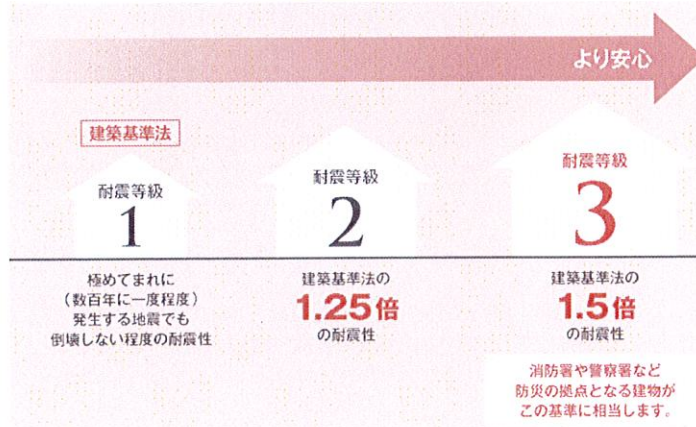 より安心
建築基準法
耐震等級
1
極めてまれに
（数百年に一度程度）
発生する地震でも
倒壊しない程度の耐震性
耐震等級
2
建築基準法の
1.25倍
の耐震性
耐震等級
3
建築基準法の
1.5倍
の耐震性
消防署や警察署など
防災の拠点となる建物が
この基準に相当します。